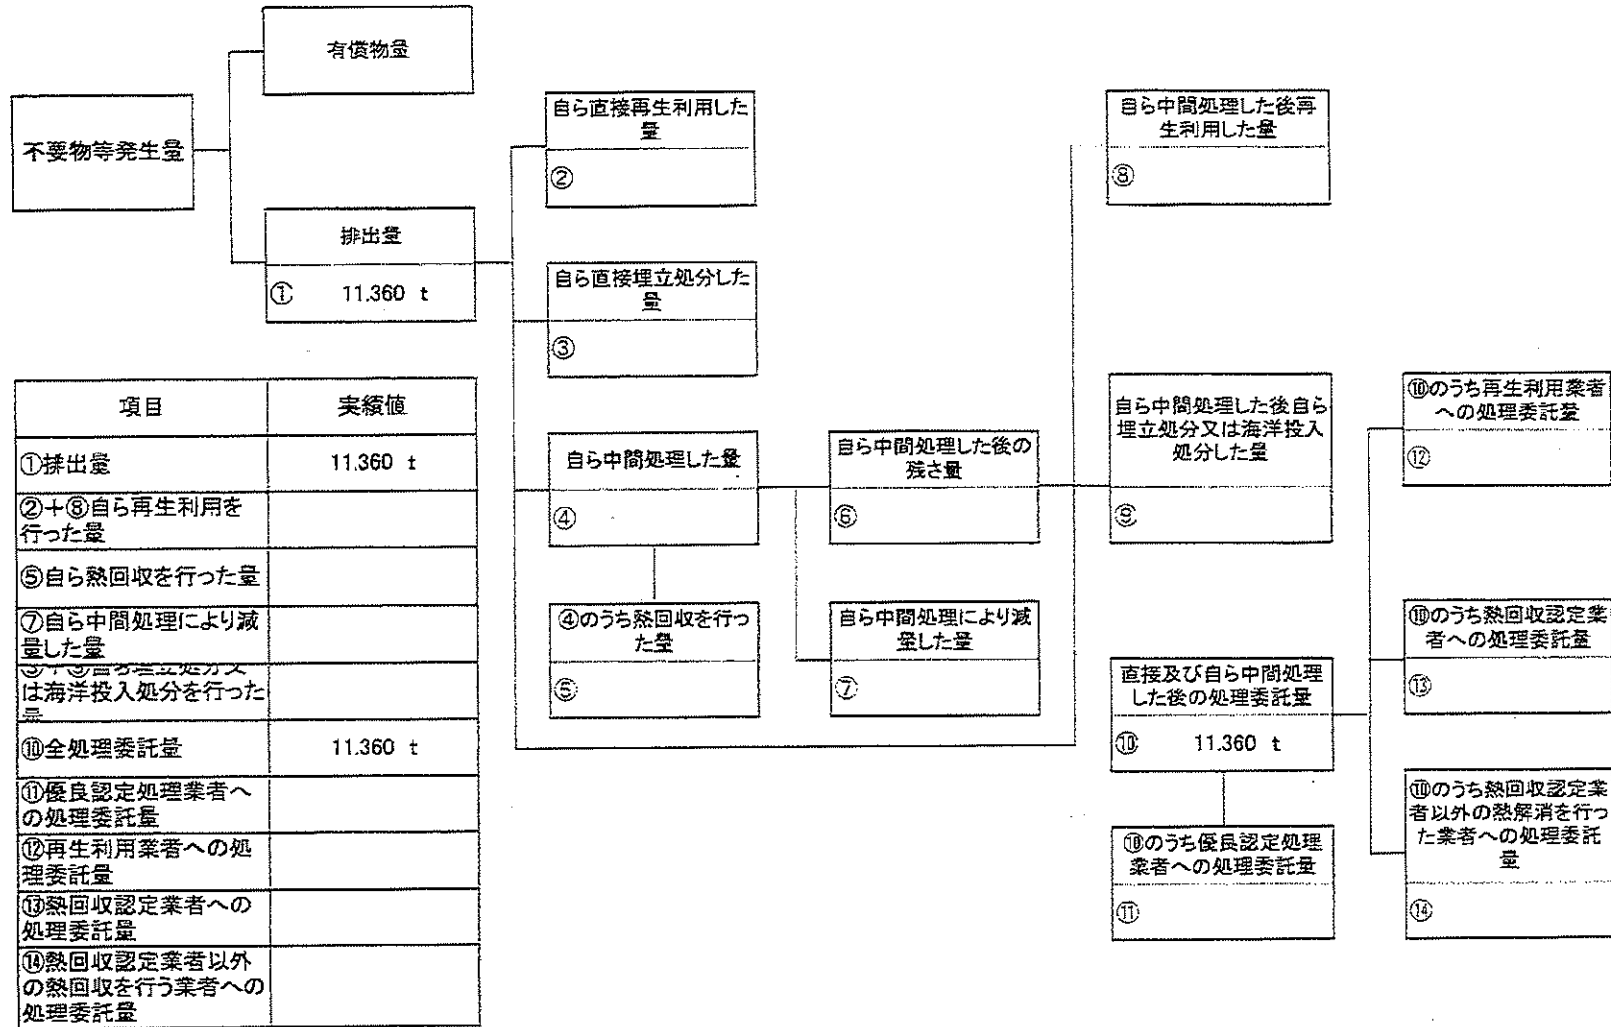 有償物量
不要物等発生量
排出量
① 11.360 t
自ら直接再生利用した
量
②
自ら直接埋立処分した
量
③
自ら中間処理した量
④
④のうち熱回収を行っ
た量
⑤
自ら中間処理した後の
残さ量
⑥
自ら中間処理により減
量した量
⑦
自ら中間処理した後再
生利用した量
⑧
自ら中間処理した後自ら
埋立処分又は海洋投入
処分した量
⑨
直接及び自ら中間処理
した後の処理委託量
⑩ 11.360 t
⑩のうち優良認定処理
業者への処理委託量
⑪
⑩のうち再生利用業者
への処理委託量
⑫
⑩のうち熱回収認定業
者への処理委託量
⑬
⑩のうち熱回収認定業
者以外の熱解消を行っ
た業者への処理委託
量
⑭
項目 実績値
①排出量 11.360 t
②+⑧自ら再生利用を
行った量
⑤自ら熱回収を行った量
⑦自ら中間処理により減
量した量
③+⑨自ら埋立処分又
は海洋投入処分を行った
量
⑩全処理委託量 11.360 t
⑪優良認定処理業者へ
の処理委託量
⑫再生利用業者への処
理委託量
⑬熱回収認定業者への
処理委託量
⑭熱回収認定業者以外
の熱回収を行う業者への
処理委託量